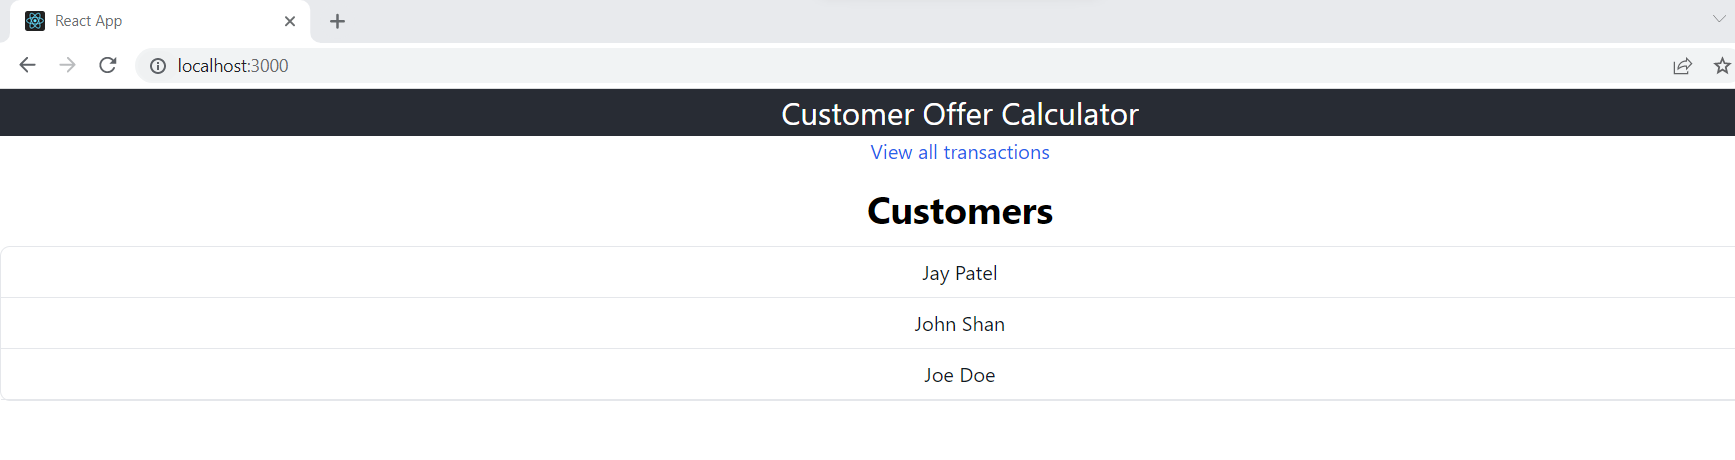 React App
localhost:3000
Customer Offer Calculator
View all transactions
Customers
Jay Patel
John Shan
Joe Doe